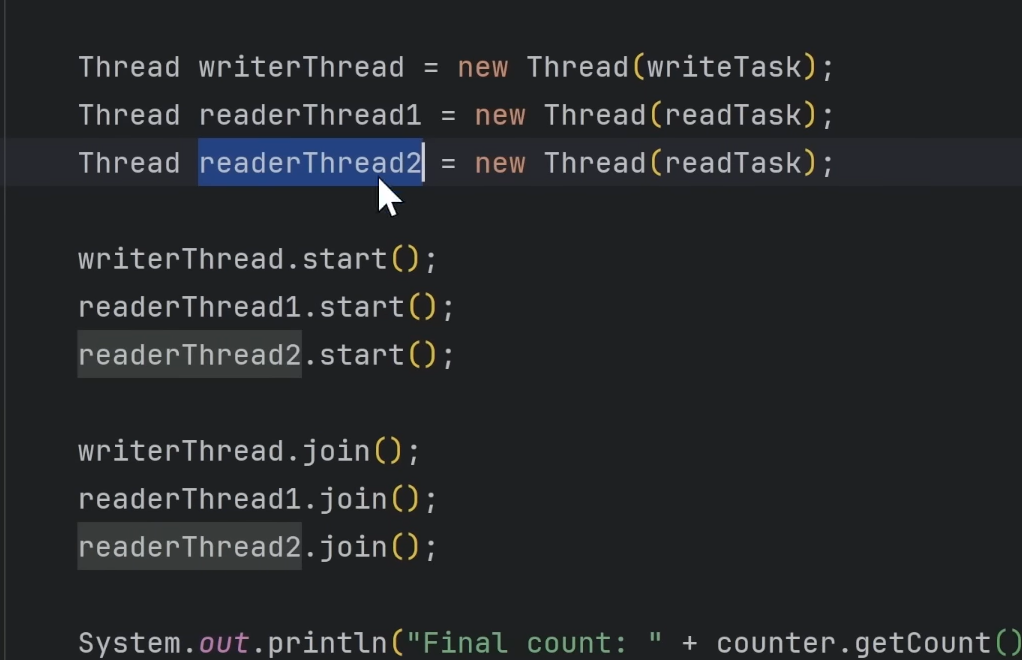 Thread writerThread = new Thread(writeTask);
Thread readerThread1 = new Thread(readTask);
Thread readerThread2 = new Thread(readTask);
writerThread.start();
readerThread1.start();
readerThread2.start();
writerThread.join();
readerThread1.join();
readerThread2.join();
System.out.println("Final count: " + counter.getCount()